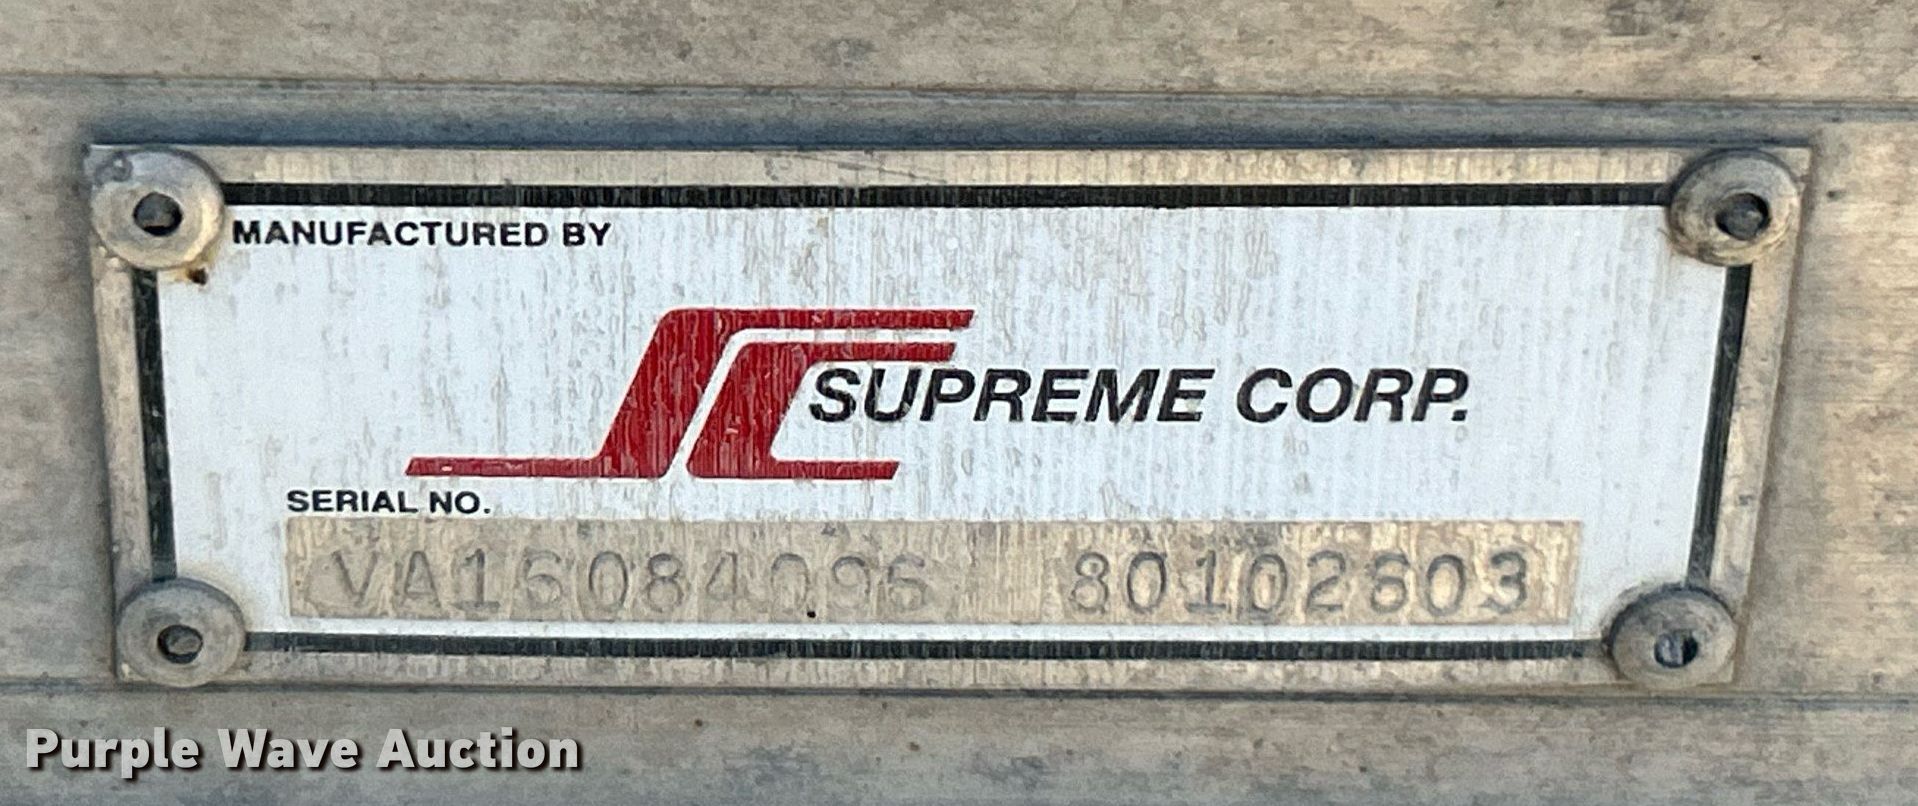 MANUFACTURED BY
SUPREME CORP.
SERIAL NO.
VA16084096 80102603
Purple Wave Auction